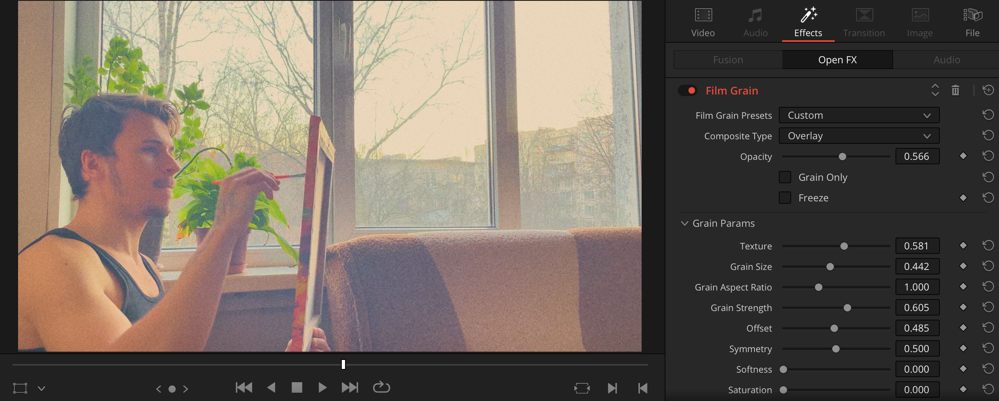 Video Audio Effects Transition Image File
Fusion Open FX Audio
Film Grain
Film Grain Presets Custom
Composite Type Overlay
Opacity 0.566
Grain Only
Freeze
Grain Params
Texture 0.581
Grain Size 0.442
Grain Aspect Ratio 1.000
Grain Strength 0.605
Offset 0.485
Symmetry 0.500
Softness 0.000
Saturation 0.000